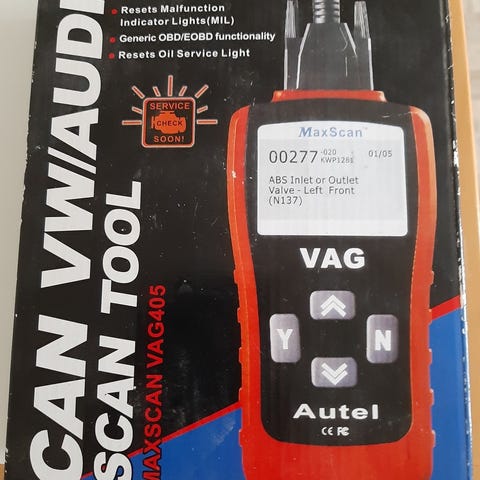 Resets Malfunction
Indicator Lights(MIL)
Generic OBD/EOBD functionality
Resets Oil Service Light
SERVICE
CHECK
SOON!
CAN VW/AUDI
SCAN TOOL
MAXSCAN VAG405
MaxScan™
00277 -020 01/05
KWP1281
ABS Inlet or Outlet
Valve - Left Front
(N137)
VAG
Y
N
Autel
CE FC